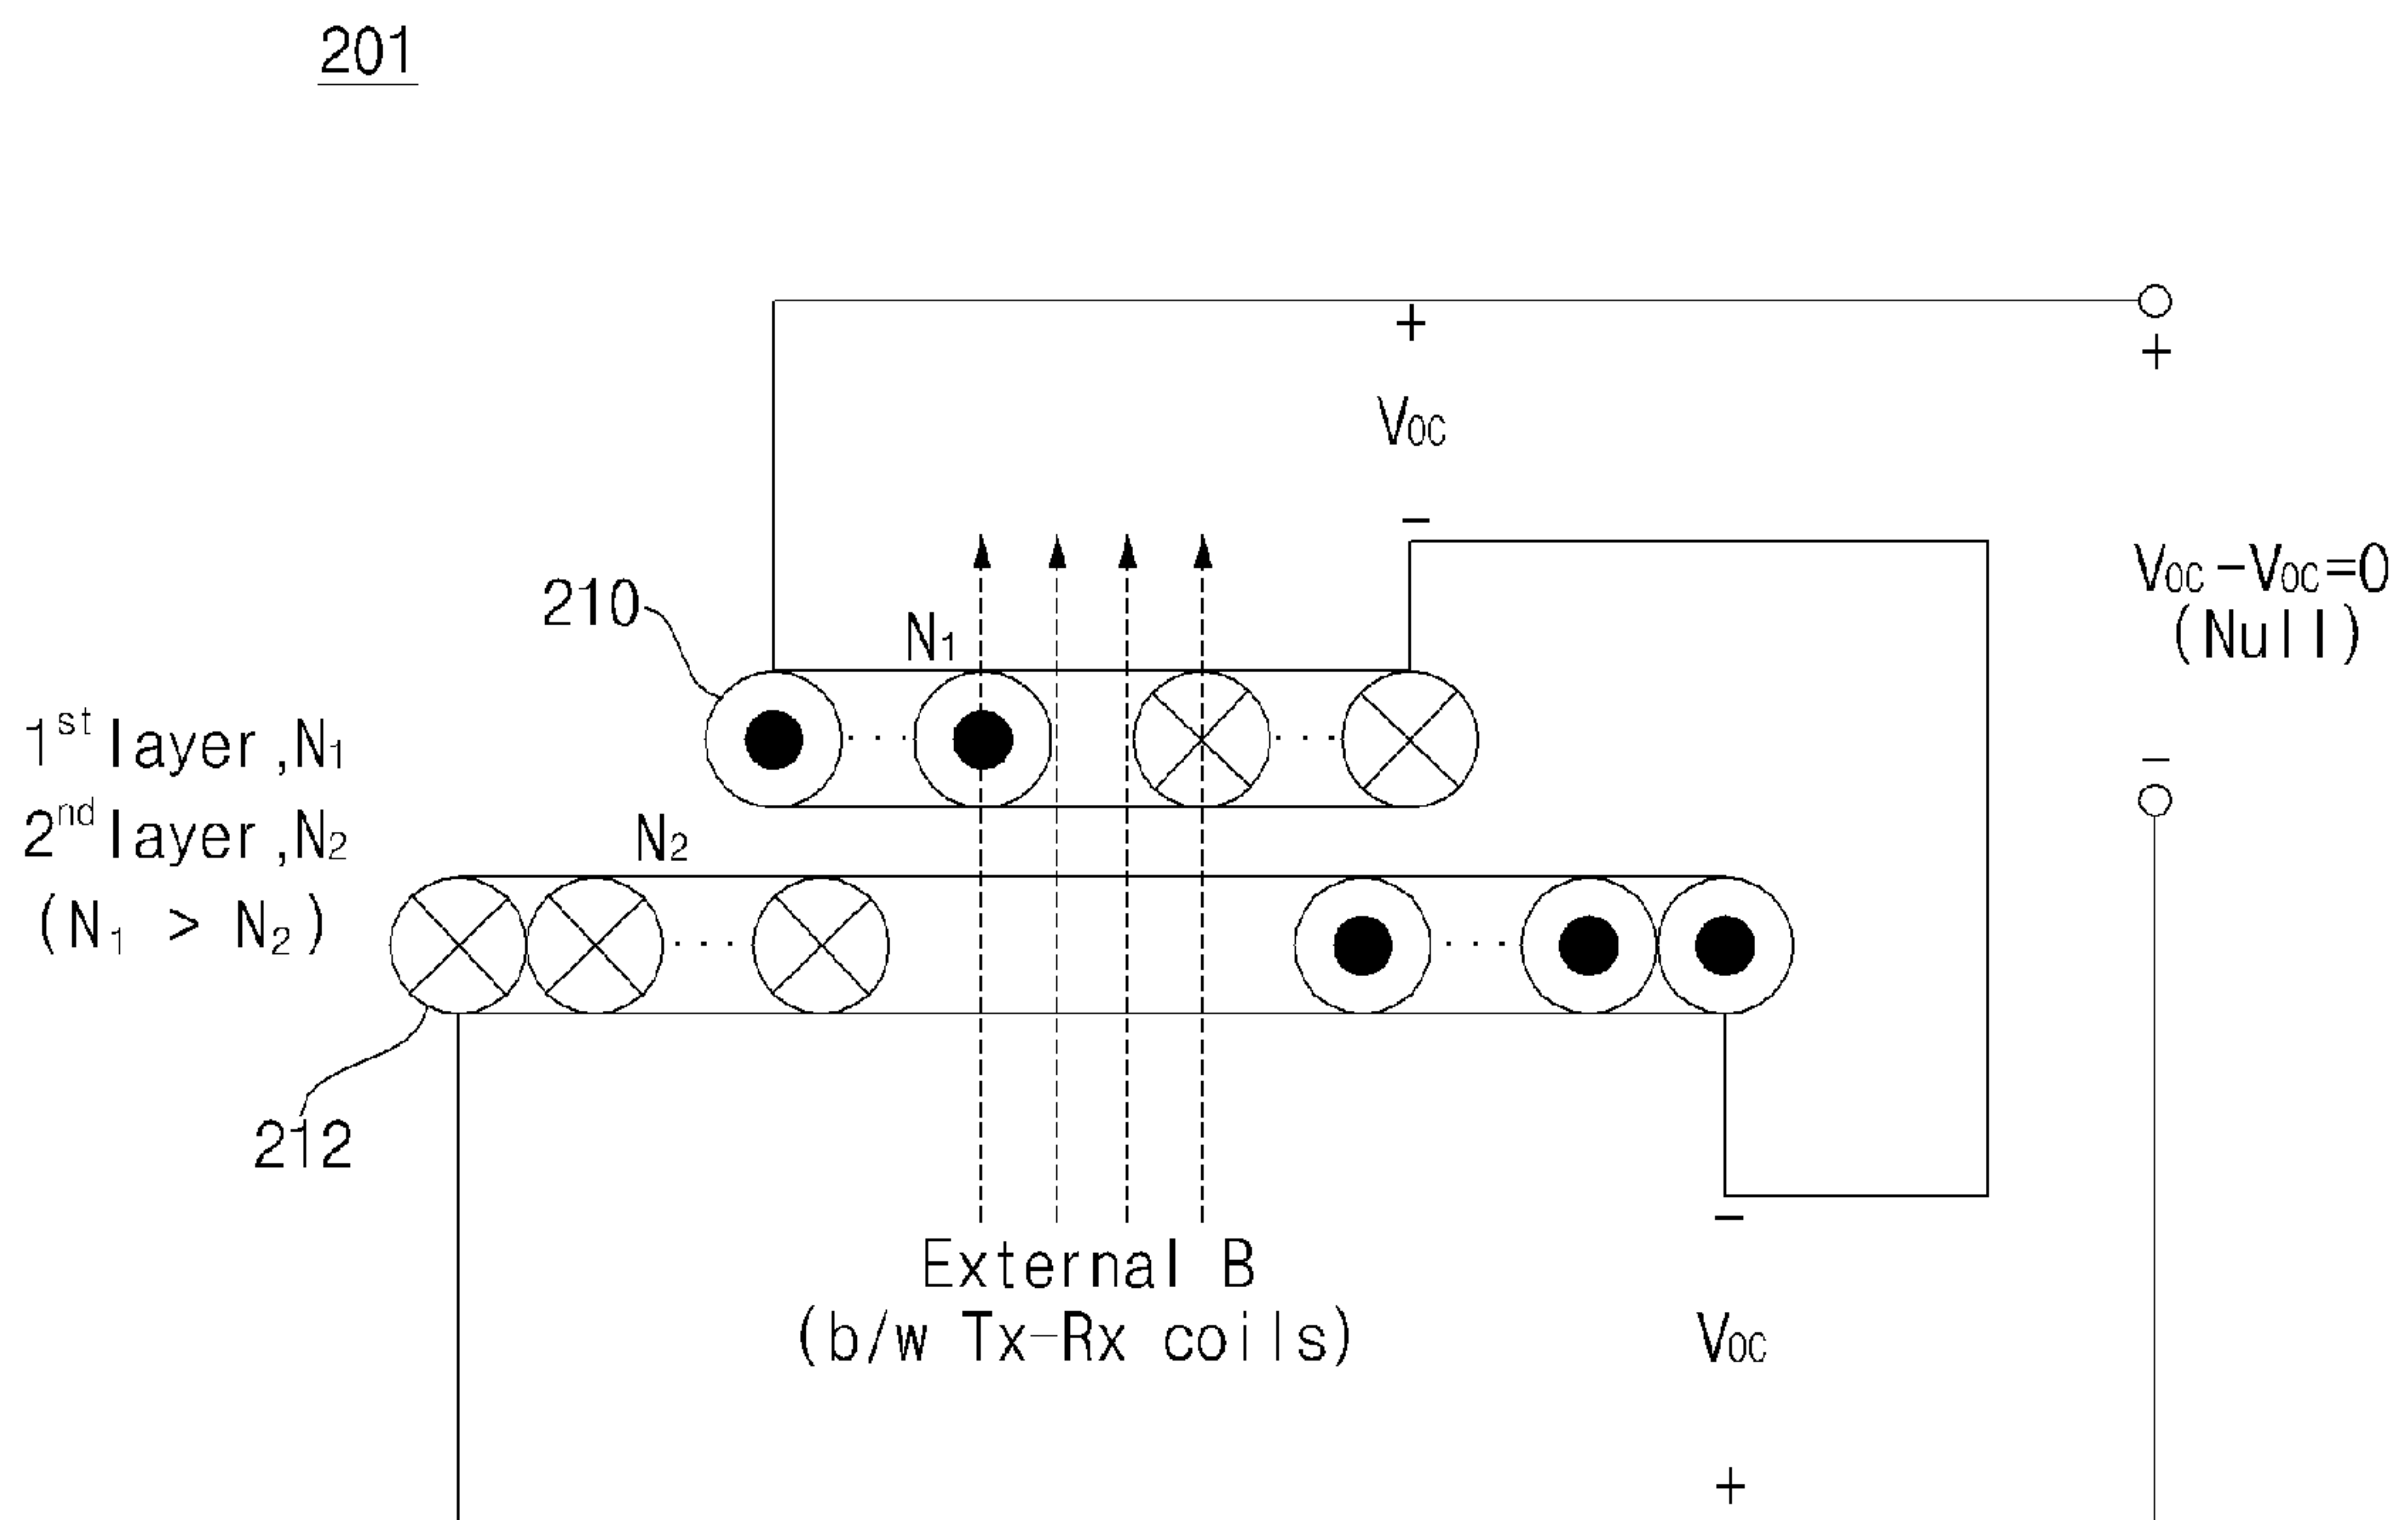 201
+
+
Voc
−
Voc−Voc=0
(Null)
210
N1
1st layer,N1
−
2nd layer,N2
N2
(N1 > N2)
212
−
External B
(b/w Tx−Rx coils)
Voc
+